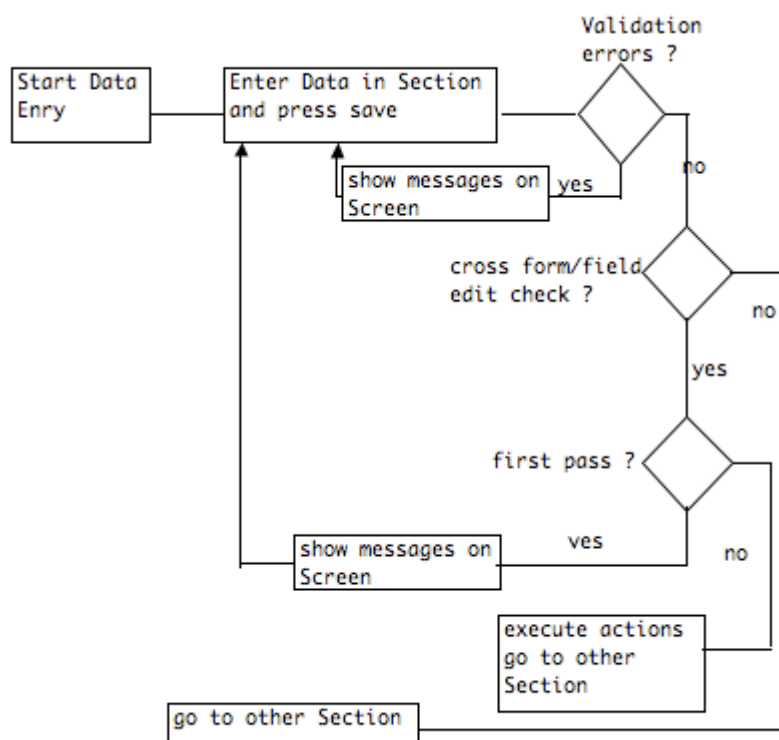 Validation
errors ?
Start Data
Enry
Enter Data in Section
and press save
show messages on
Screen
yes
no
cross form/field
edit check ?
no
yes
first pass ?
show messages on
Screen
yes
no
execute actions
go to other
Section
go to other Section